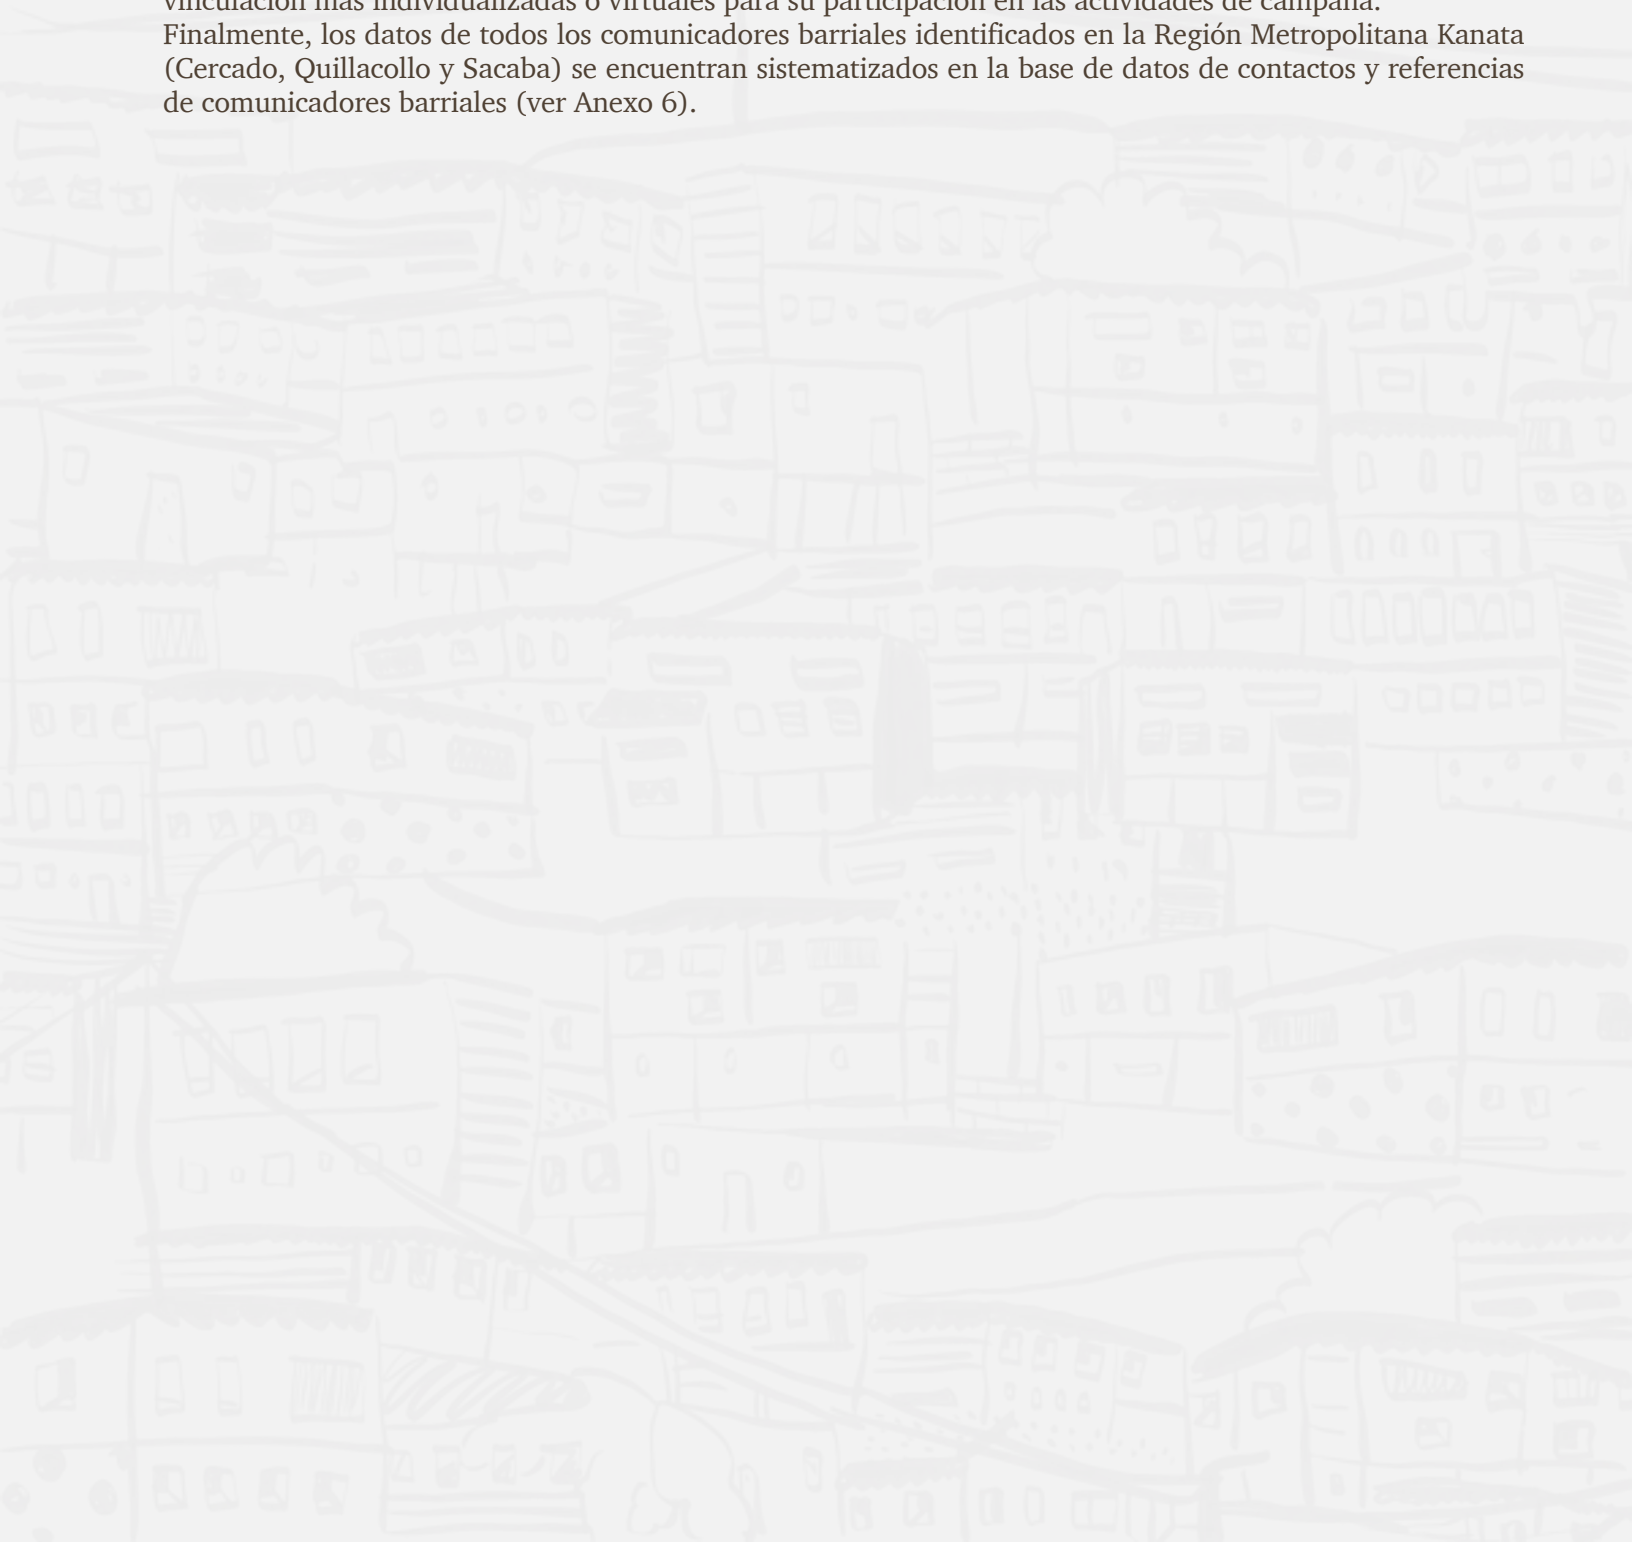 vinculación más individualizadas o virtuales para su participación en las actividades de campaña.
Finalmente, los datos de todos los comunicadores barriales identificados en la Región Metropolitana Kanata
(Cercado, Quillacollo y Sacaba) se encuentran sistematizados en la base de datos de contactos y referencias
de comunicadores barriales (ver Anexo 6).